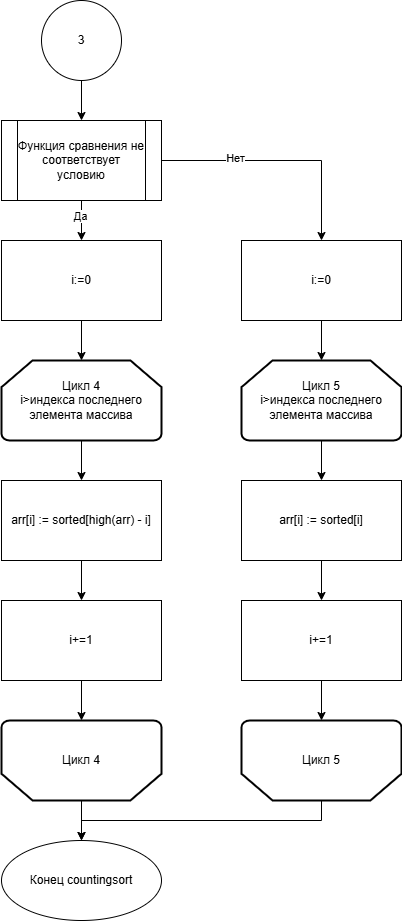 3
Функция сравнения не
соответствует
условию
Нет
Да
i:=0
i:=0
Цикл 4
i>индекса последнего
элемента массива
Цикл 5
i>индекса последнего
элемента массива
arr[i] := sorted[high(arr) - i]
arr[i] := sorted[i]
i+=1
i+=1
Цикл 4
Цикл 5
Конец countingsort